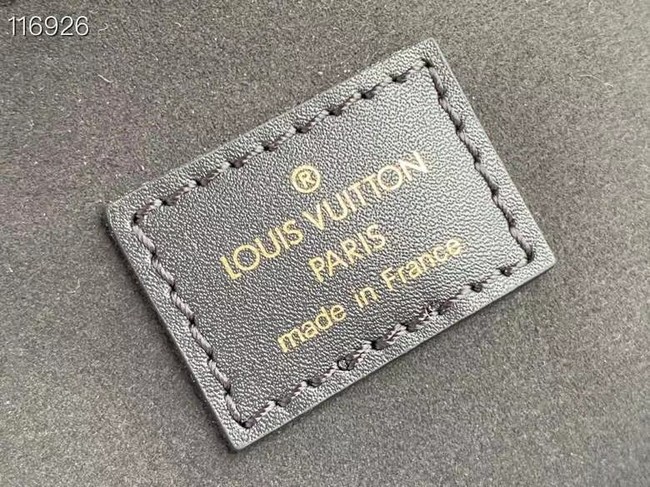 116926
®
LOUIS VUITTON
PARIS
made in France